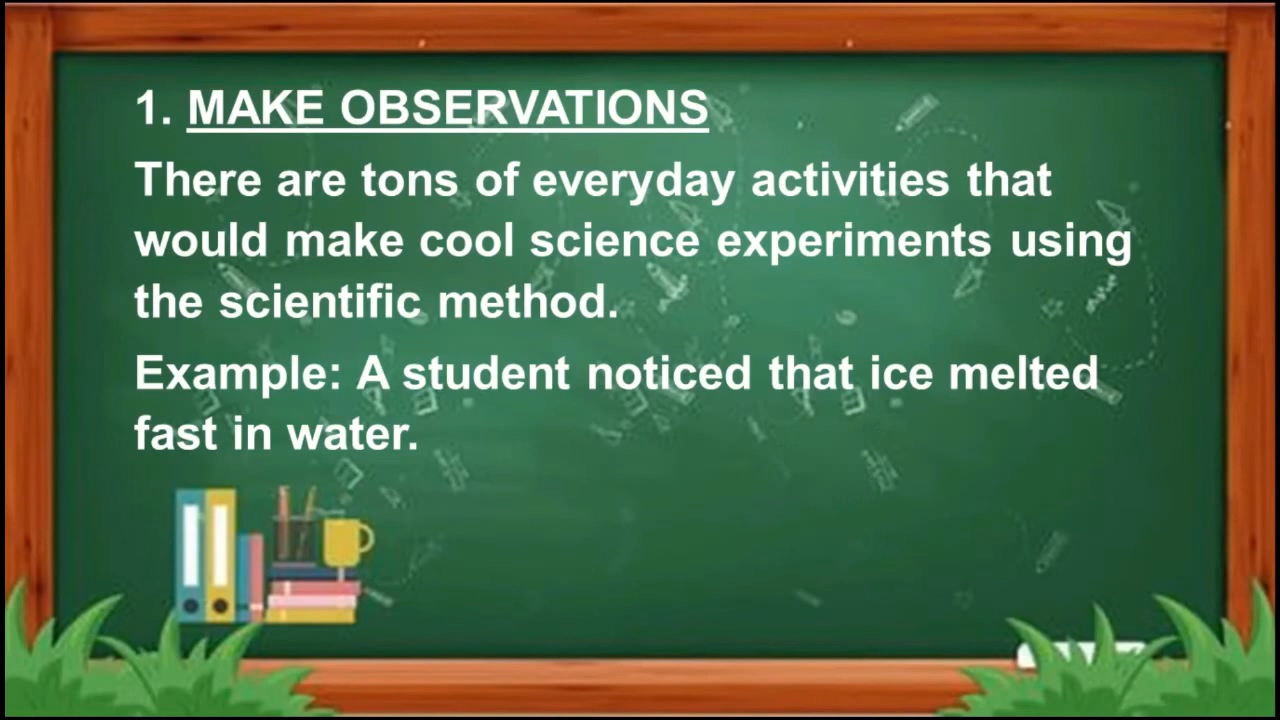 1. MAKE OBSERVATIONS
There are tons of everyday activities that
would make cool science experiments using
the scientific method.
Example: A student noticed that ice melted
fast in water.